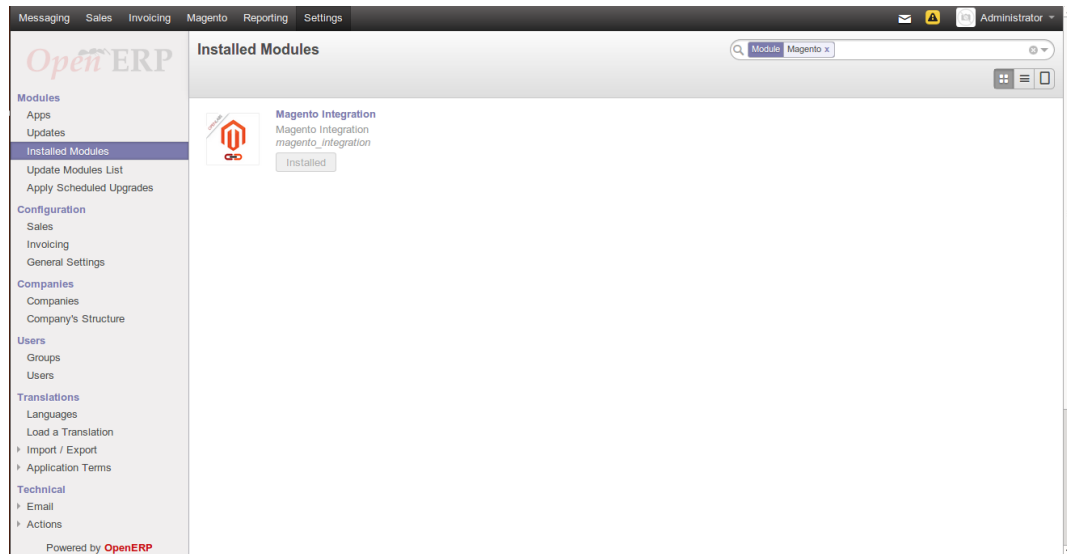 Messaging Sales Invoicing Magento Reporting Settings Administrator
OpenERP
Installed Modules
Module Magento x
Modules
Apps
Updates
Installed Modules
Update Modules List
Apply Scheduled Upgrades
Configuration
Sales
Invoicing
General Settings
Companies
Companies
Company's Structure
Users
Groups
Users
Translations
Languages
Load a Translation
Import / Export
Application Terms
Technical
Email
Actions
Powered by OpenERP
Magento Integration
Magento Integration
magento_integration
Installed